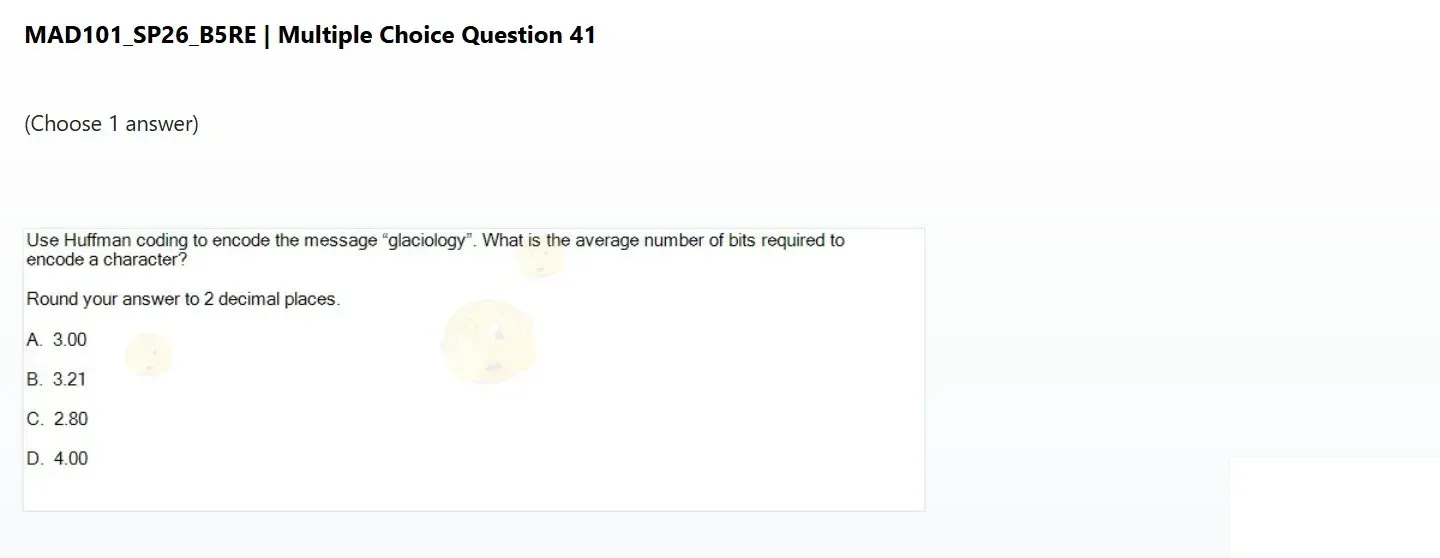 MAD101_SP26_B5RE | Multiple Choice Question 41
(Choose 1 answer)
Use Huffman coding to encode the message “glaciology”. What is the average number of bits required to
encode a character?
Round your answer to 2 decimal places.
A. 3.00
B. 3.21
C. 2.80
D. 4.00